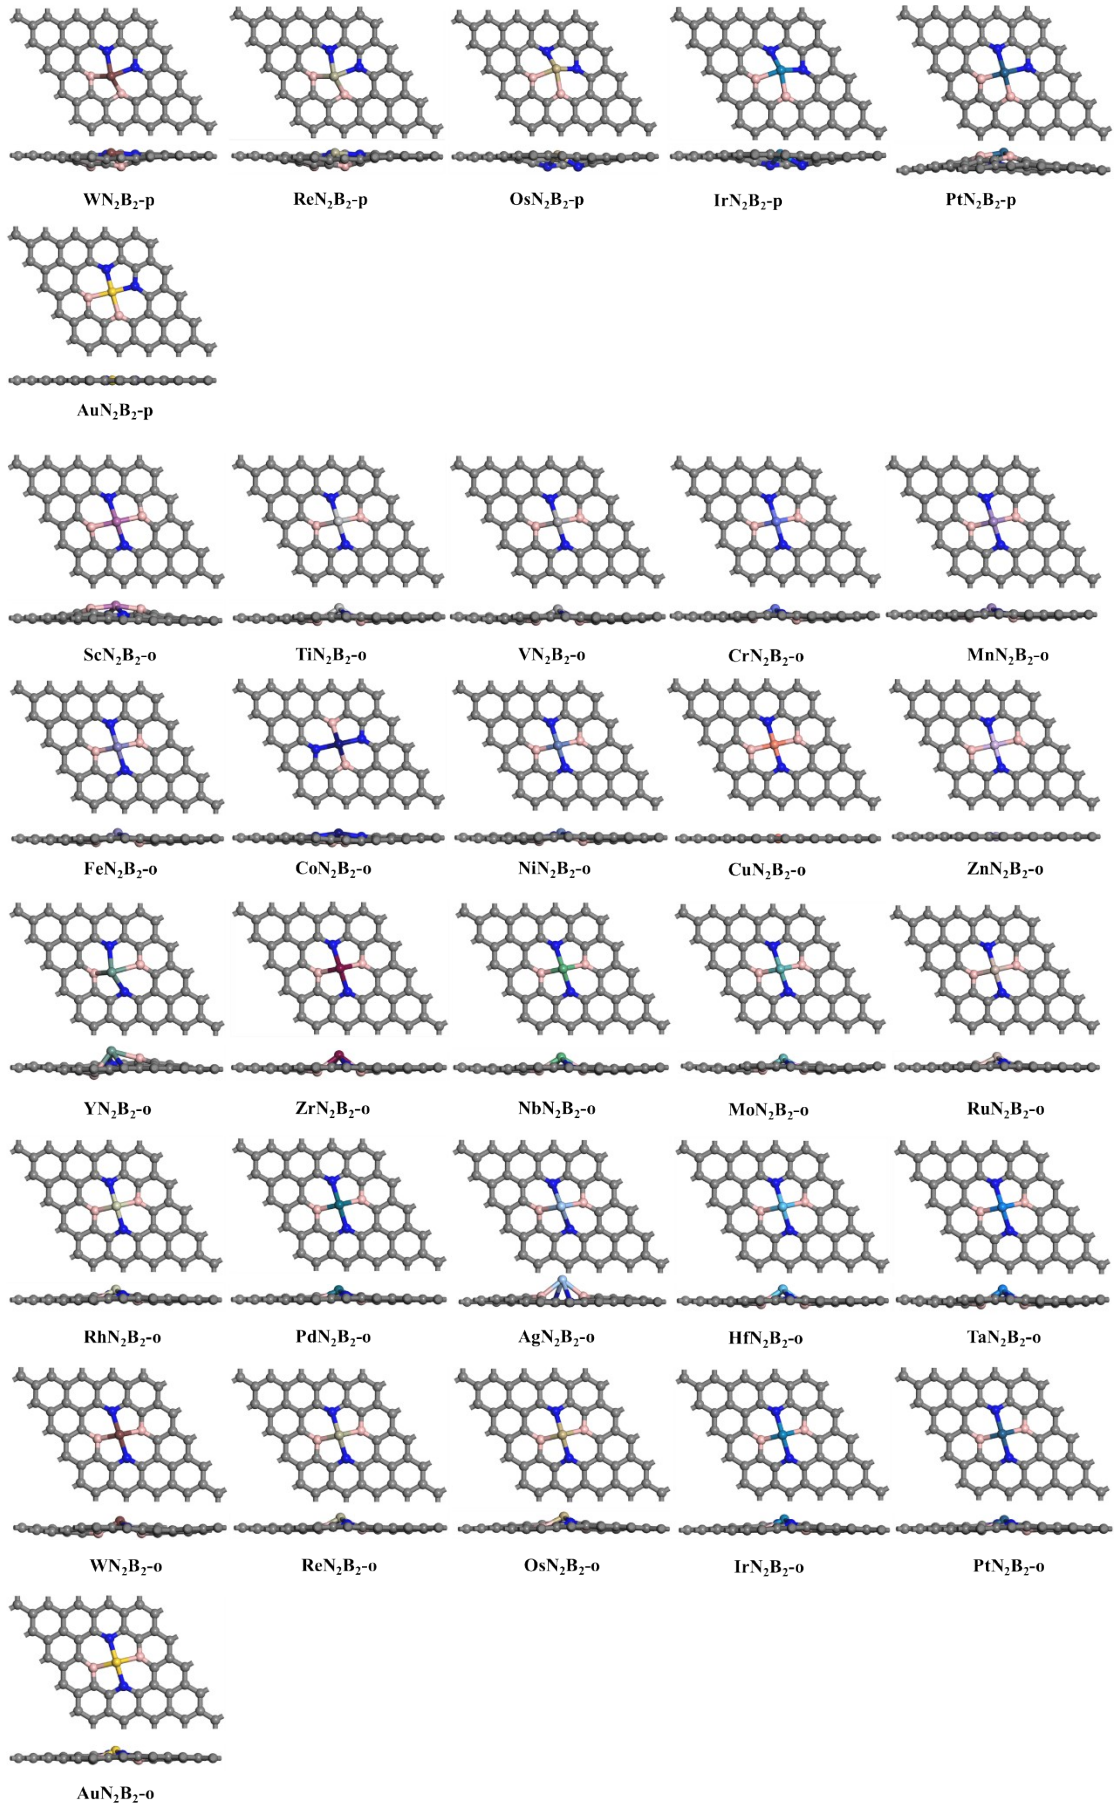 WN₂B₂-p ReN₂B₂-p OsN₂B₂-p IrN₂B₂-p PtN₂B₂-p
AuN₂B₂-p
ScN₂B₂-o TiN₂B₂-o VN₂B₂-o CrN₂B₂-o MnN₂B₂-o
FeN₂B₂-o CoN₂B₂-o NiN₂B₂-o CuN₂B₂-o ZnN₂B₂-o
YN₂B₂-o ZrN₂B₂-o NbN₂B₂-o MoN₂B₂-o RuN₂B₂-o
RhN₂B₂-o PdN₂B₂-o AgN₂B₂-o HfN₂B₂-o TaN₂B₂-o
WN₂B₂-o ReN₂B₂-o OsN₂B₂-o IrN₂B₂-o PtN₂B₂-o
AuN₂B₂-o